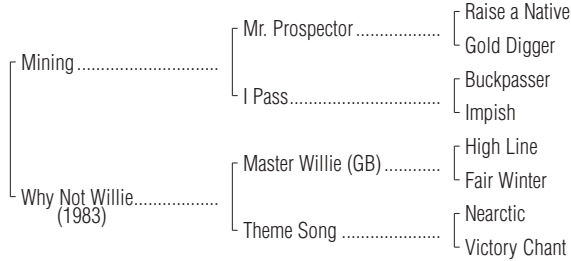 Raise a Native
Mr. Prospector ..................
Gold Digger
Mining ..............................
Buckpasser
I Pass................................
Impish
High Line
Master Willie (GB) ............
Fair Winter
Why Not Willie..................
(1983)
Nearctic
Theme Song .....................
Victory Chant